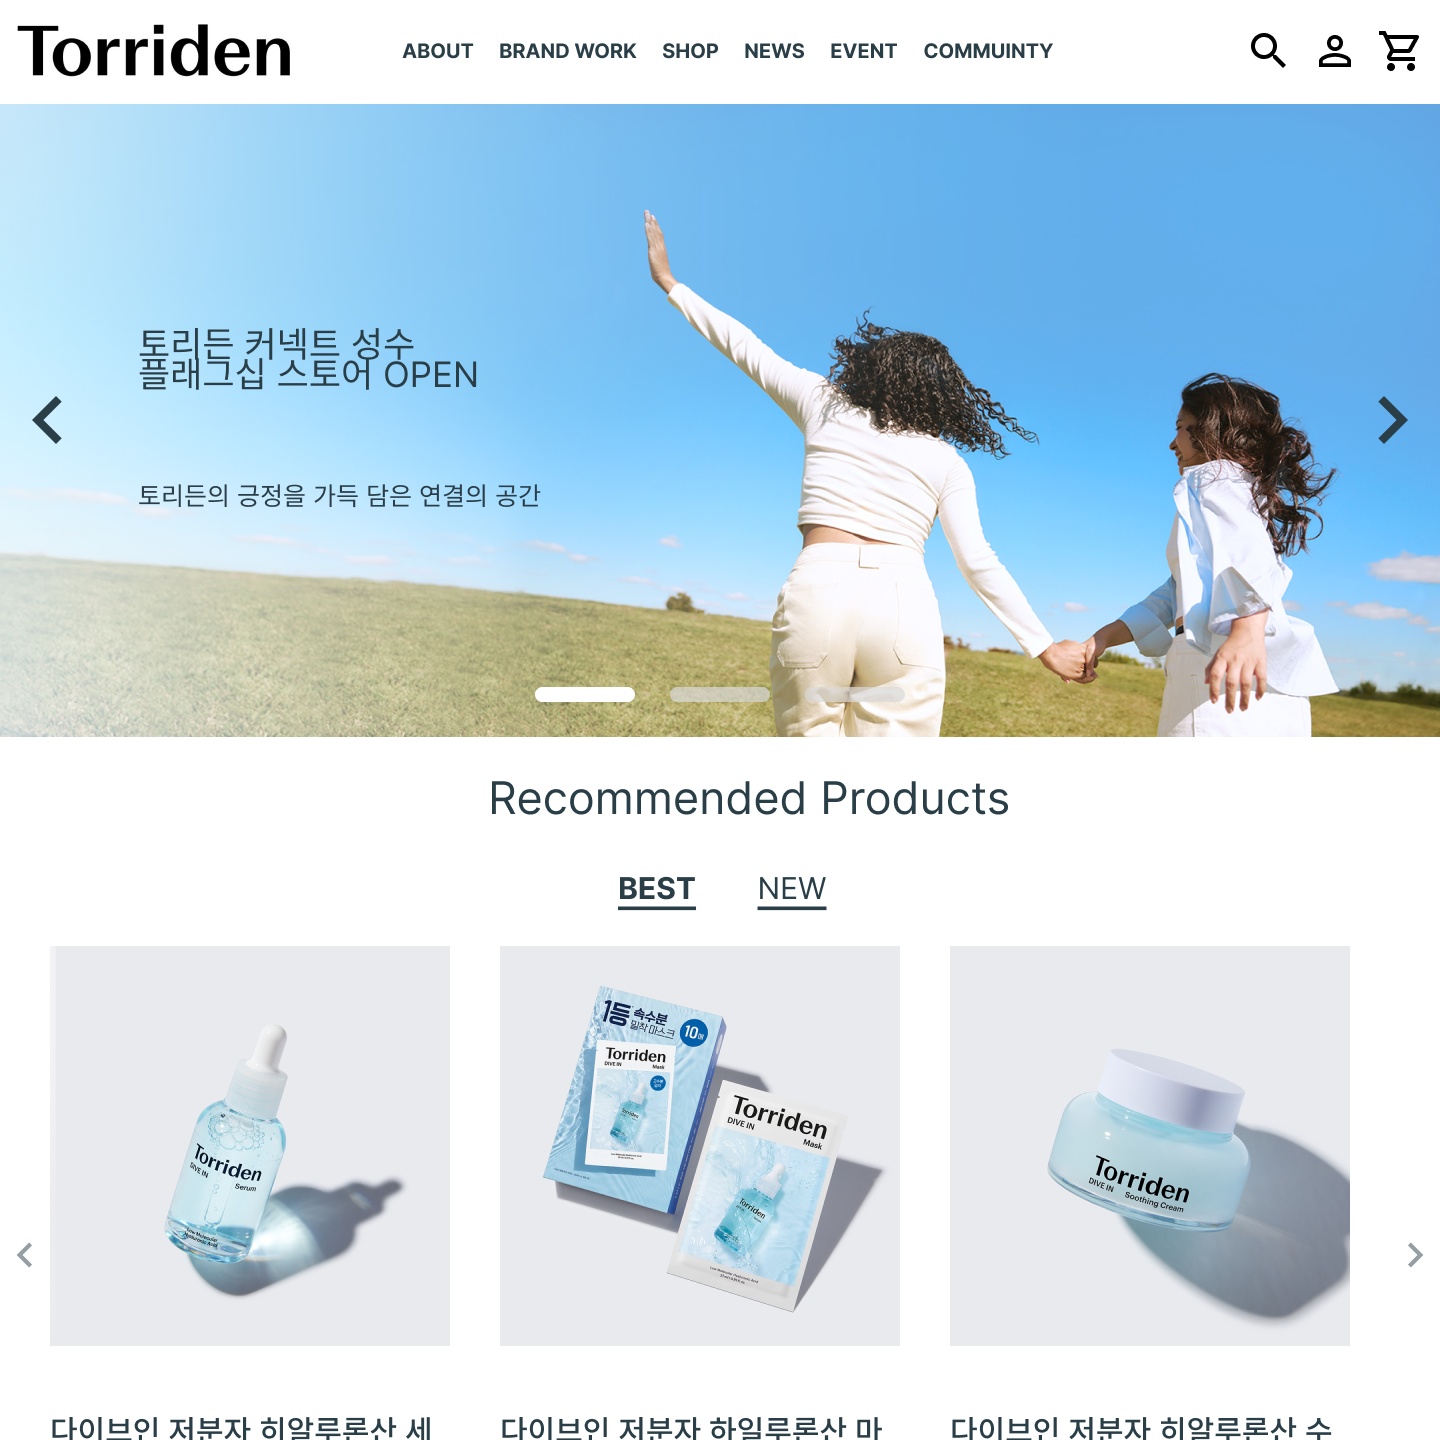 Torriden
ABOUT BRAND WORK SHOP NEWS EVENT COMMUINTY
토리든 커넥트 성수
플래그십 스토어 OPEN
토리든의 긍정을 가득 담은 연결의 공간
Recommended Products
BEST NEW
Torriden
DIVE IN
Serum
Low Molecular
Hyaluronic Acid
1등 속수분
밀착 마스크
10매
Torriden
DIVE IN Mask
Torriden
DIVE IN
Mask
Torriden
DIVE IN Soothing Cream
다이브인 저분자 히알루론산 세
다이브인 저분자 하일루론산 마
다이브인 저분자 히알루론산 수